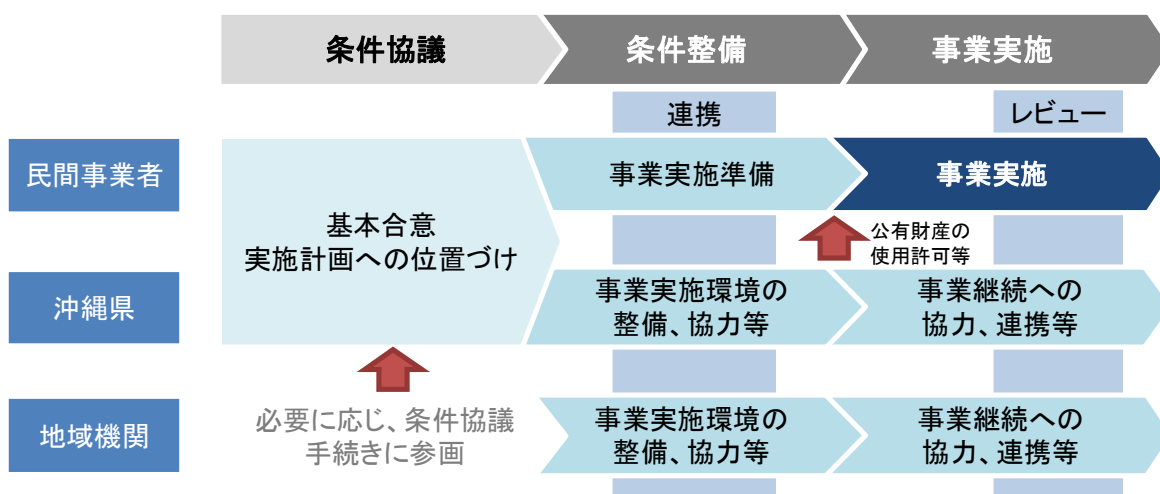 条件協議
条件整備
事業実施
連携
レビュー
民間事業者
基本合意
実施計画への位置づけ
事業実施準備
事業実施
公有財産の
使用許可等
沖縄県
事業実施環境の
整備、協力等
事業継続への
協力、連携等
地域機関
必要に応じ、条件協議
手続きに参画
事業実施環境の
整備、協力等
事業継続への
協力、連携等